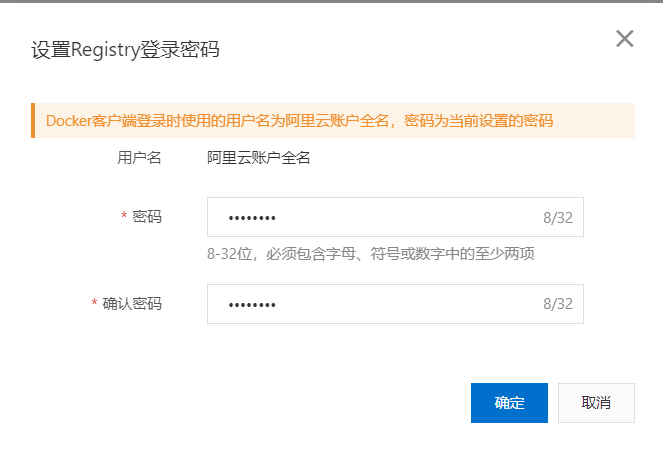 设置Registry登录密码
Docker客户端登录时使用的用户名为阿里云账户全名，密码为当前设置的密码
用户名 阿里云账户全名
* 密码 •••••••• 8/32
8-32位，必须包含字母、符号或数字中的至少两项
* 确认密码 •••••••• 8/32
确定 取消